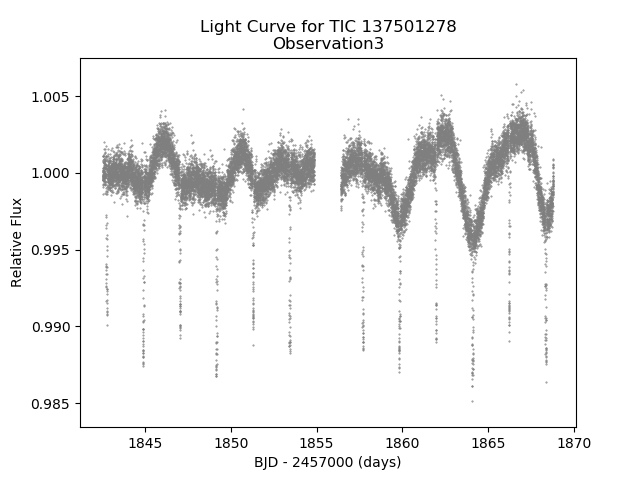 Light Curve for TIC 137501278
Observation3
1.005
1.000
0.995
0.990
0.985
Relative Flux
1845
1850
1855
1860
1865
1870
BJD - 2457000 (days)